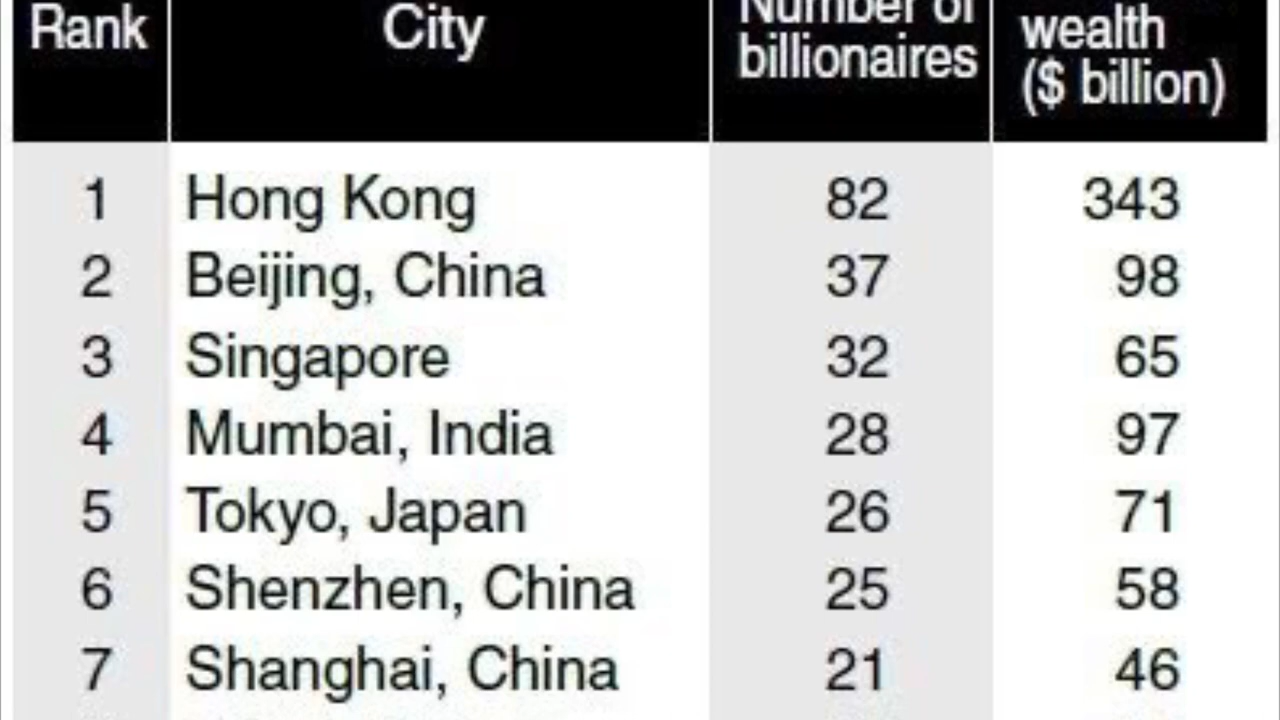 Rank City Number of billionaires wealth ($ billion)
1 Hong Kong 82 343
2 Beijing, China 37 98
3 Singapore 32 65
4 Mumbai, India 28 97
5 Tokyo, Japan 26 71
6 Shenzhen, China 25 58
7 Shanghai, China 21 46